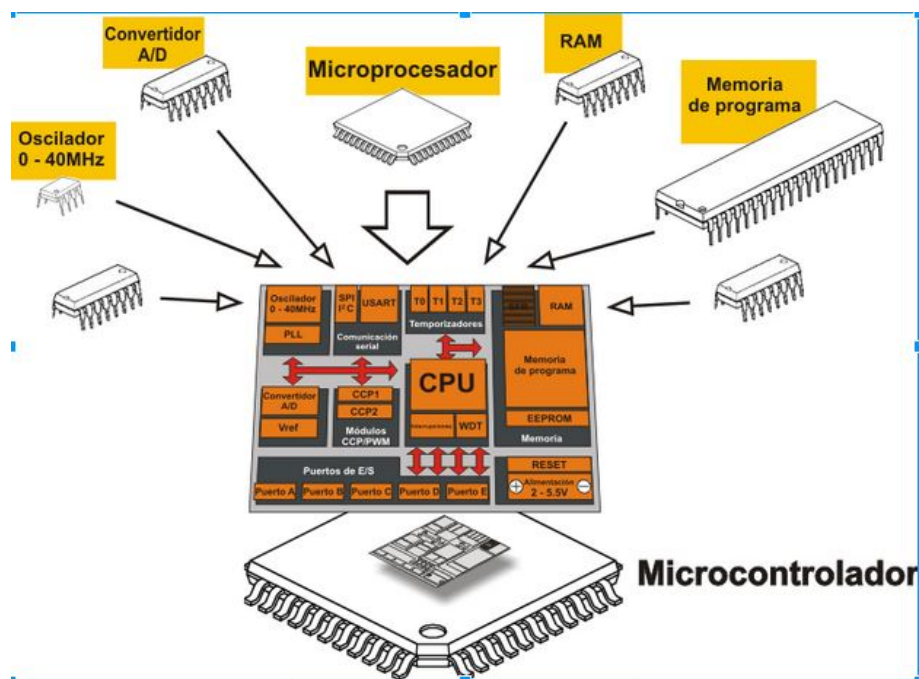 Convertidor
A/D
Microprocesador
RAM
Memoria
de programa
Oscilador
0 - 40MHz
Oscilador
0 - 40MHz
PLL
SPI
I²C
USART
Comunicación
serial
T0 T1 T2 T3
Temporizadores
RAM
Memoria
de programa
EEPROM
Memoria
Convertidor
A/D
Vref
CCP1
CCP2
Módulos
CCP/PWM
CPU
Interrupciones
WDT
Puertos de E/S
Puerto A Puerto B Puerto C Puerto D Puerto E
RESET
Alimentación
2 - 5.5V
Microcontrolador